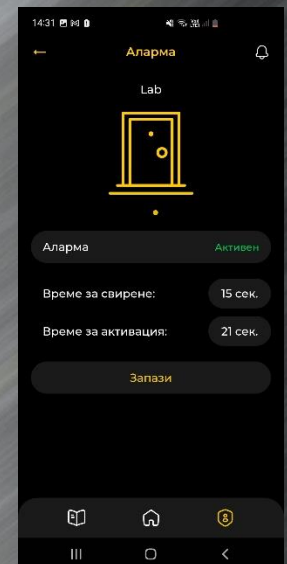 14:31
Аларма
Lab
Аларма Активен
Време за свирене: 15 сек.
Време за активация: 21 сек.
Запази